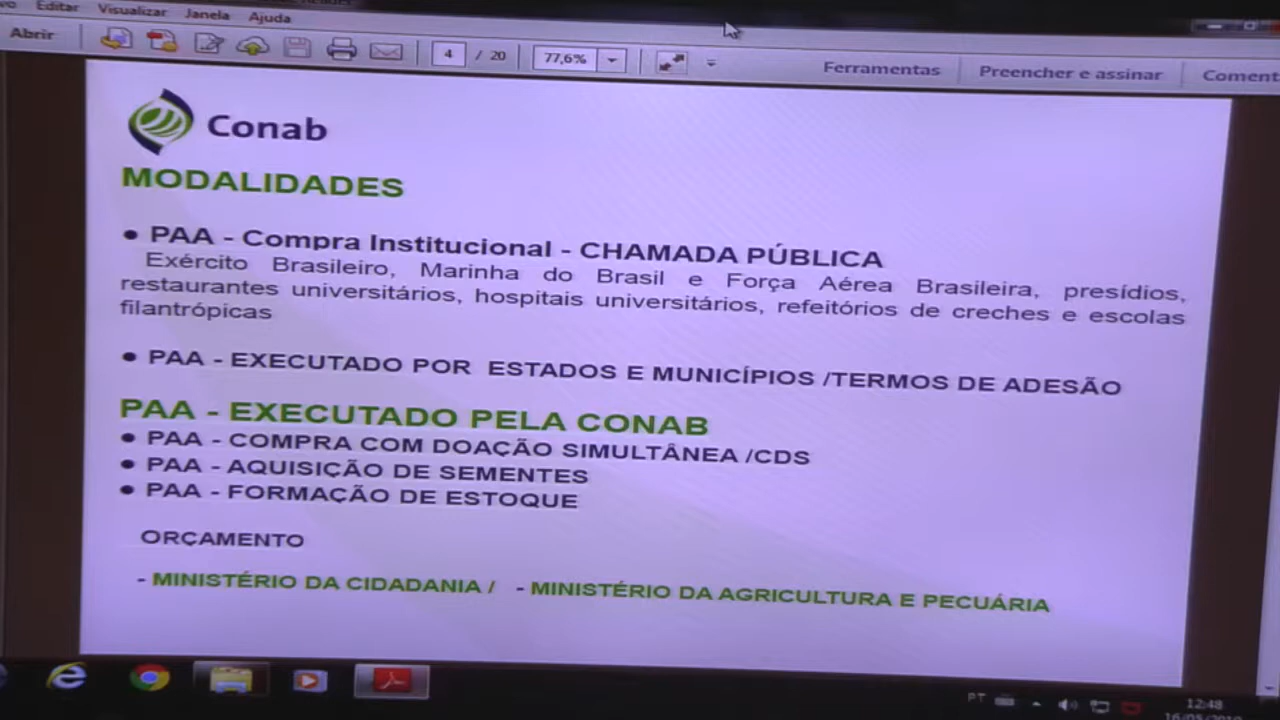 Editar Visualizar Janela Ajuda
Abrir 4 / 20 77,6% Ferramentas Preencher e assinar Coment
Conab
MODALIDADES
● PAA - Compra Institucional - CHAMADA PÚBLICA
Exército Brasileiro, Marinha do Brasil e Força Aérea Brasileira, presídios,
restaurantes universitários, hospitais universitários, refeitórios de creches e escolas
filantrópicas
● PAA - EXECUTADO POR ESTADOS E MUNICÍPIOS /TERMOS DE ADESÃO
PAA - EXECUTADO PELA CONAB
● PAA - COMPRA COM DOAÇÃO SIMULTÂNEA /CDS
● PAA - AQUISIÇÃO DE SEMENTES
● PAA - FORMAÇÃO DE ESTOQUE
ORÇAMENTO
- MINISTÉRIO DA CIDADANIA / - MINISTÉRIO DA AGRICULTURA E PECUÁRIA
PT 12:48